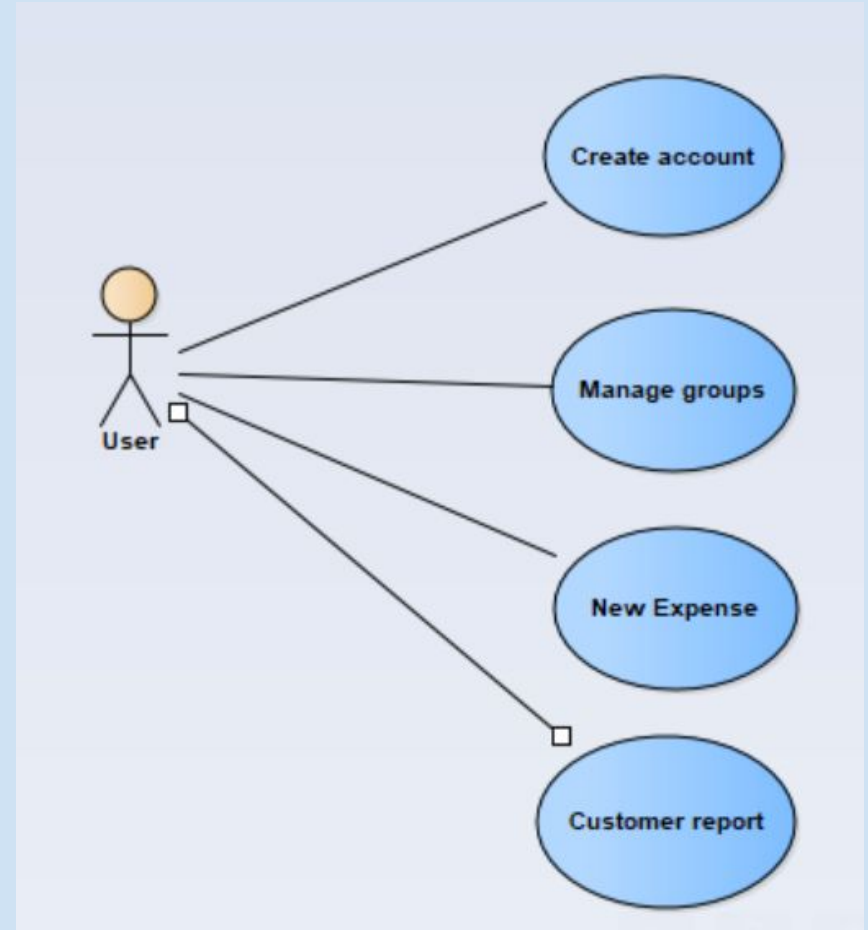 Create account
Manage groups
User
New Expense
Customer report